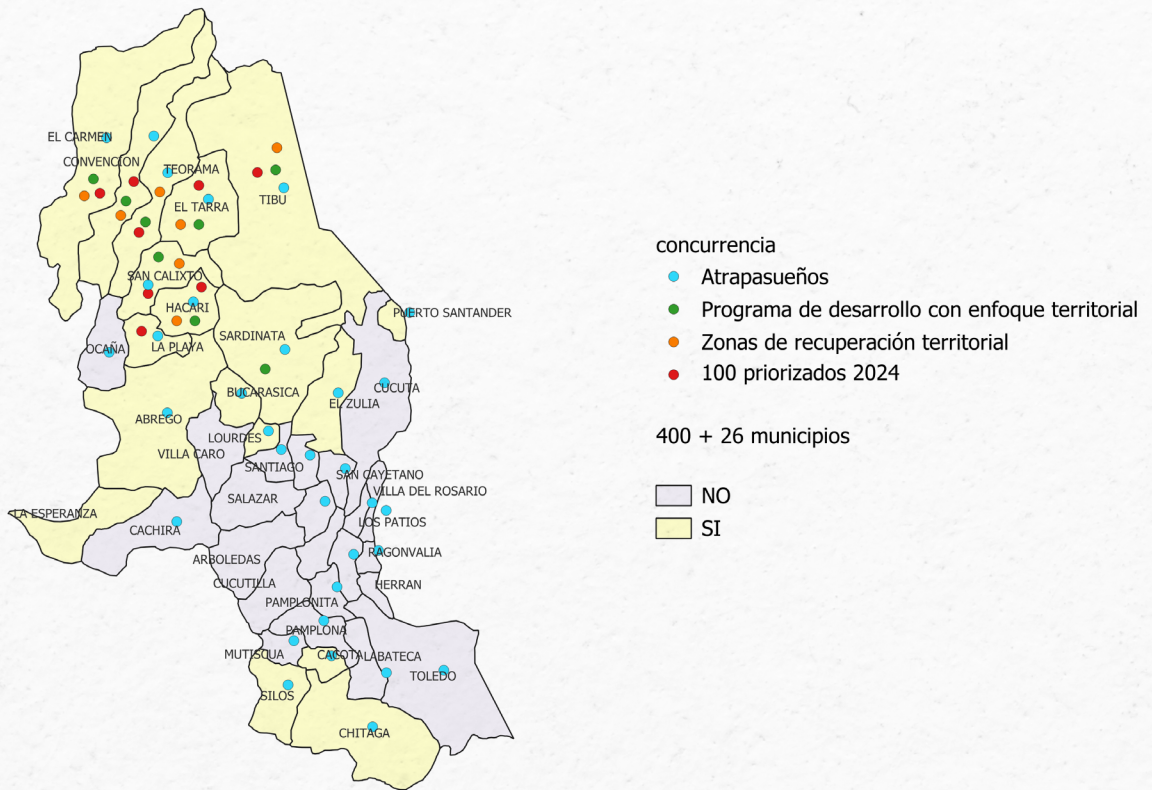 EL CARMEN
CONVENCION
TEORAMA
EL TARRA
TIBU
SAN CALIXTO
HACARI
PUERTO SANTANDER
SARDINATA
OCAÑA
LA PLAYA
CUCUTA
BUCARASICA
EL ZULIA
ABREGO
LOURDES
VILLA CARO
SANTIAGO
SAN CAYETANO
VILLA DEL ROSARIO
SALAZAR
LA ESPERANZA
LOS PATIOS
CACHIRA
RAGONVALIA
ARBOLEDAS
CUCUTILLA
HERRAN
PAMPLONITA
PAMPLONA
MUTISCUA
CACOTA
LABATECA
TOLEDO
SILOS
CHITAGA
concurrencia
Atrapasueños
Programa de desarrollo con enfoque territorial
Zonas de recuperación territorial
100 priorizados 2024
400 + 26 municipios
NO
SI